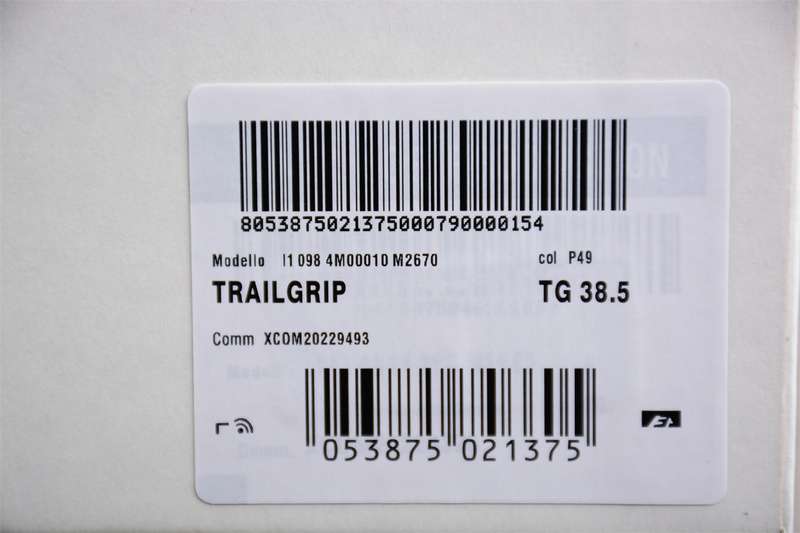 8053875021375000790000154
Modello I1 098 4M00010 M2670 col P49
TRAILGRIP TG 38.5
Comm XCOM20229493
053875 021375